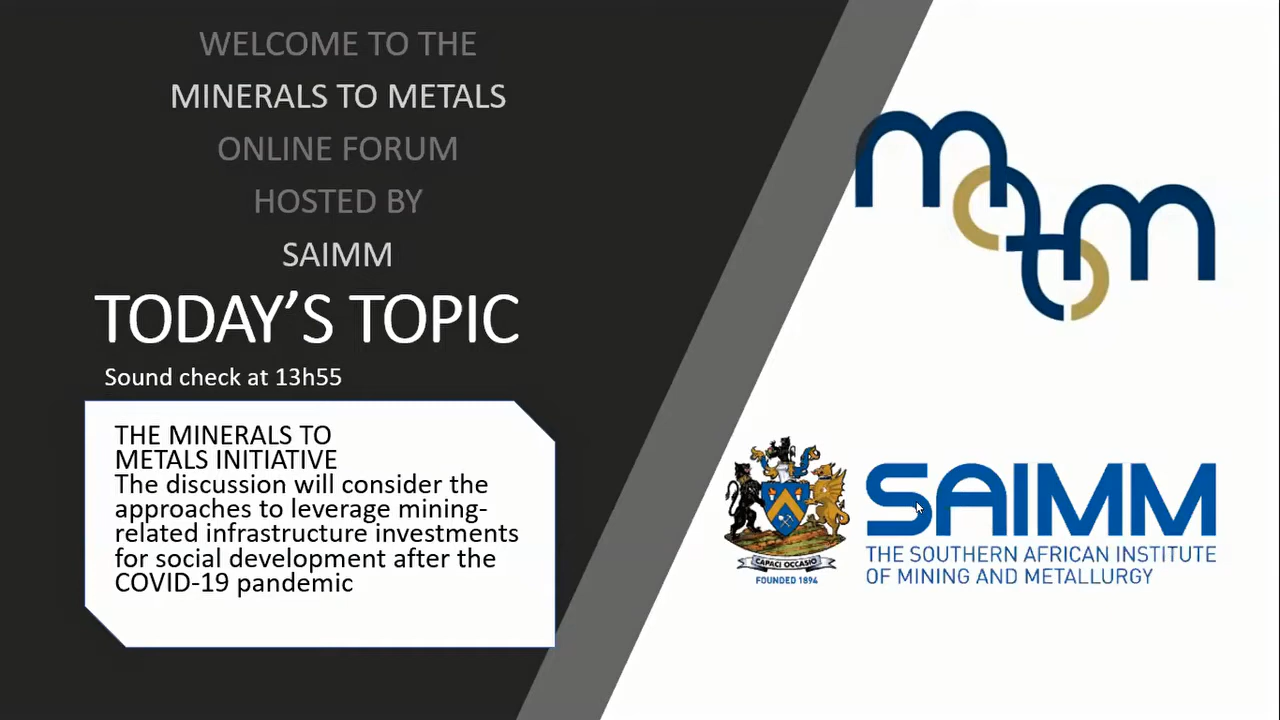 WELCOME TO THE
MINERALS TO METALS
ONLINE FORUM
HOSTED BY
SAIMM
TODAY’S TOPIC
Sound check at 13h55
THE MINERALS TO
METALS INITIATIVE
The discussion will consider the
approaches to leverage mining-
related infrastructure investments
for social development after the
COVID-19 pandemic
mtm
CAPACI OCCASIO
FOUNDED 1894
SAIMM
THE SOUTHERN AFRICAN INSTITUTE
OF MINING AND METALLURGY